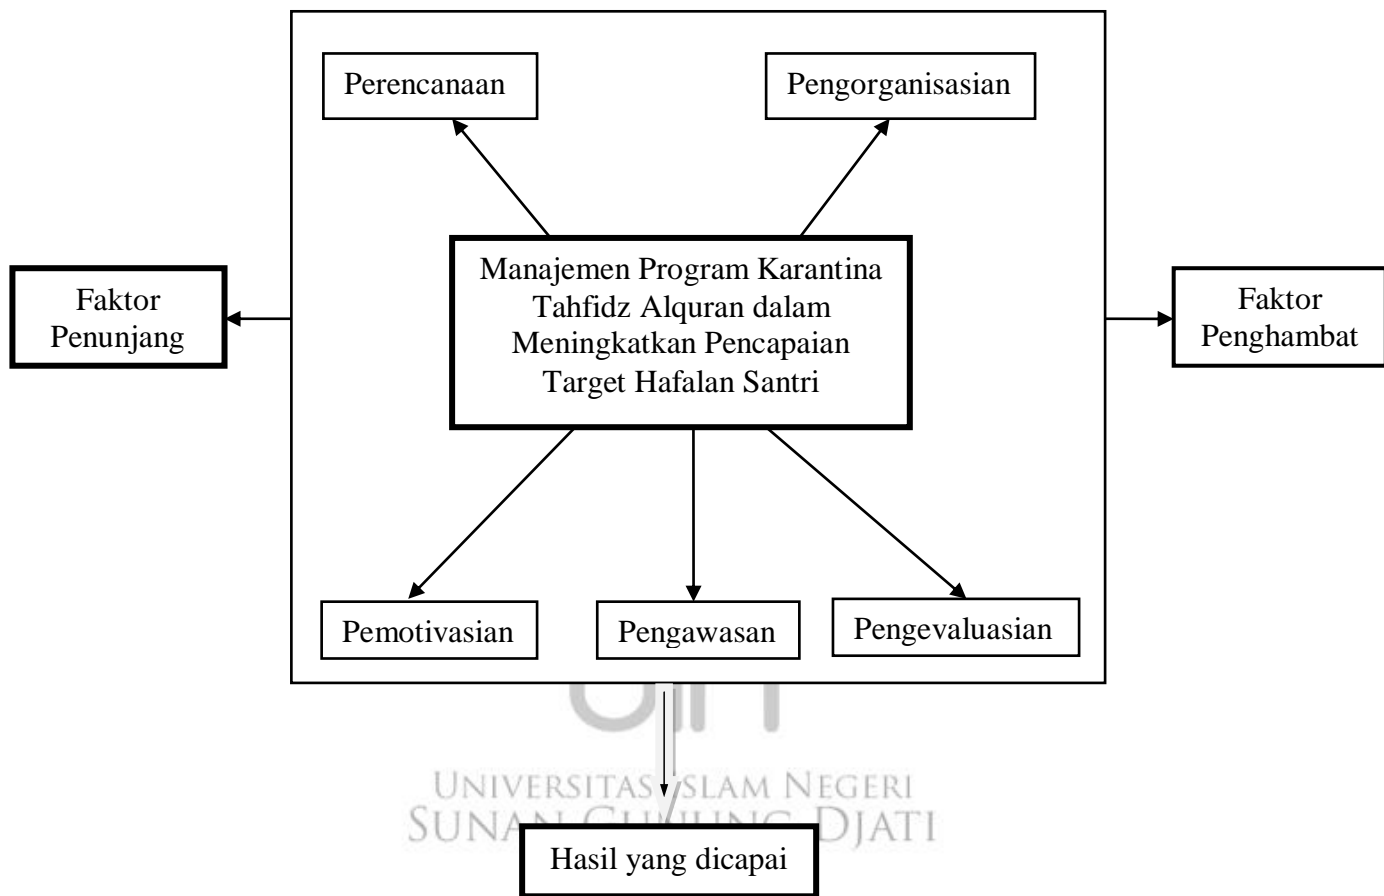 Perencanaan
Pengorganisasian
Manajemen Program Karantina
Tahfidz Alquran dalam
Meningkatkan Pencapaian
Target Hafalan Santri
Faktor
Penunjang
Faktor
Penghambat
Pemotivasian
Pengawasan
Pengevaluasian
uin
UNIVERSITAS ISLAM NEGERI
SUNAN GUNUNG DJATI
Hasil yang dicapai